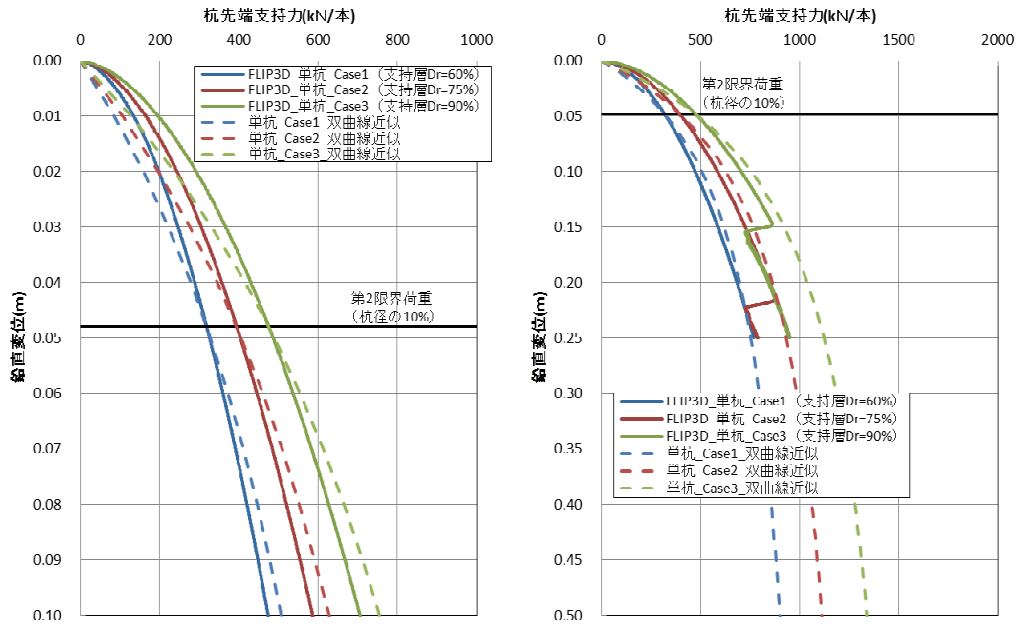 杭先端支持力(kN/本)
0 200 400 600 800 1000
0.00
0.01
0.02
0.03
0.04
0.05
0.06
0.07
0.08
0.09
0.10
鉛直変位(m)
FLIP3D_単杭_Case1（支持層Dr=60%）
FLIP3D_単杭_Case2（支持層Dr=75%）
FLIP3D_単杭_Case3（支持層Dr=90%）
単杭_Case1_双曲線近似
単杭_Case2_双曲線近似
単杭_Case3_双曲線近似
第2限界荷重
（杭径の10%）
杭先端支持力(kN/本)
0 500 1000 1500 2000
0.00
0.05
0.10
0.15
0.20
0.25
0.30
0.35
0.40
0.45
0.50
鉛直変位(m)
第2限界荷重
（杭径の10%）
FLIP3D_単杭_Case1（支持層Dr=60%）
FLIP3D_単杭_Case2（支持層Dr=75%）
FLIP3D_単杭_Case3（支持層Dr=90%）
単杭_Case1_双曲線近似
単杭_Case2_双曲線近似
単杭_Case3_双曲線近似